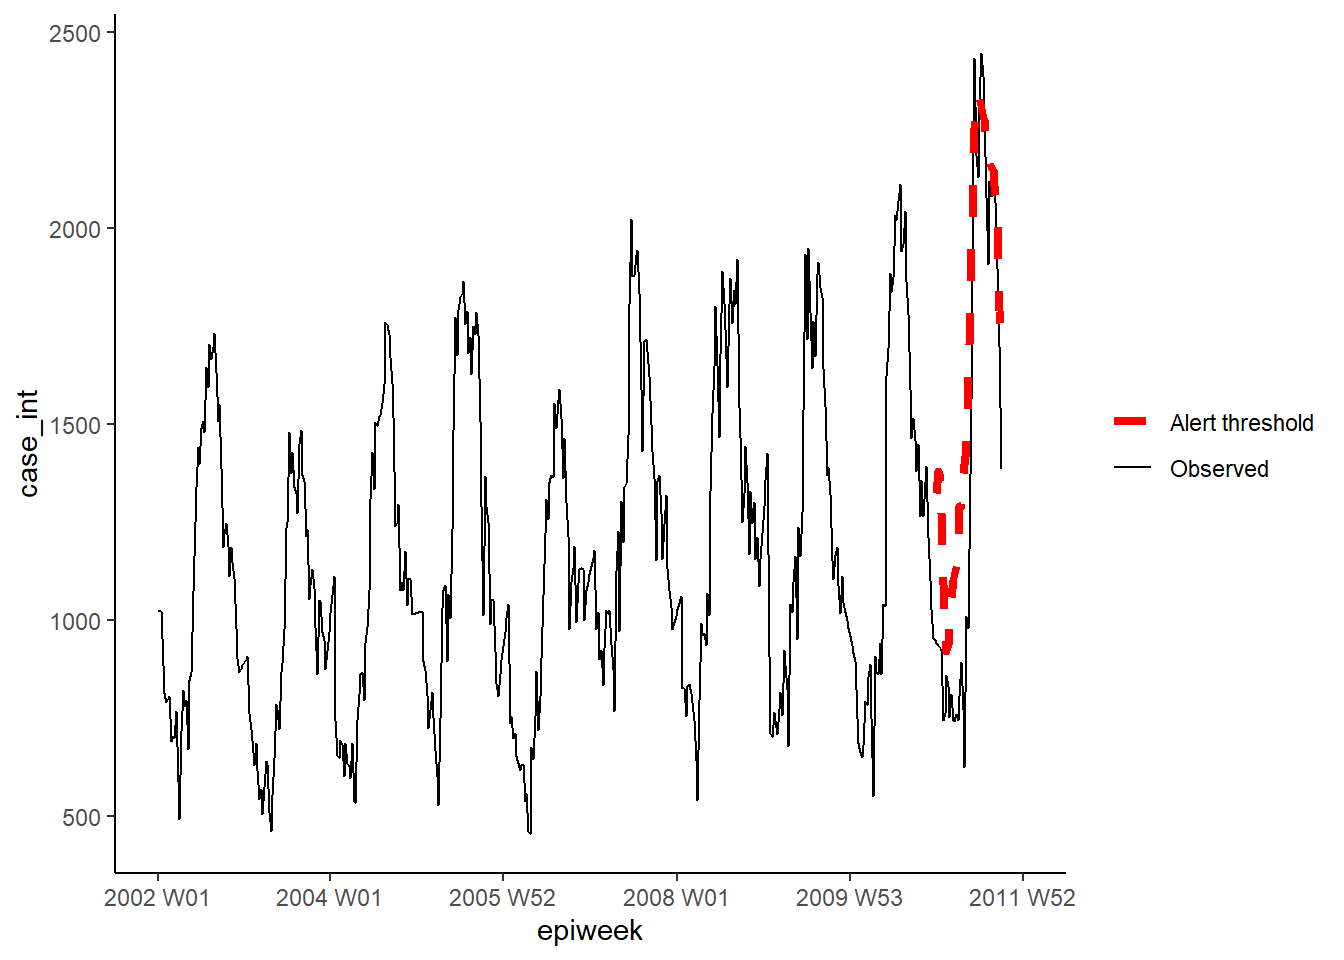 2500
2000
1500
1000
500
case_int
2002 W01
2004 W01
2005 W52
2008 W01
2009 W53
2011 W52
epiweek
Alert threshold
Observed